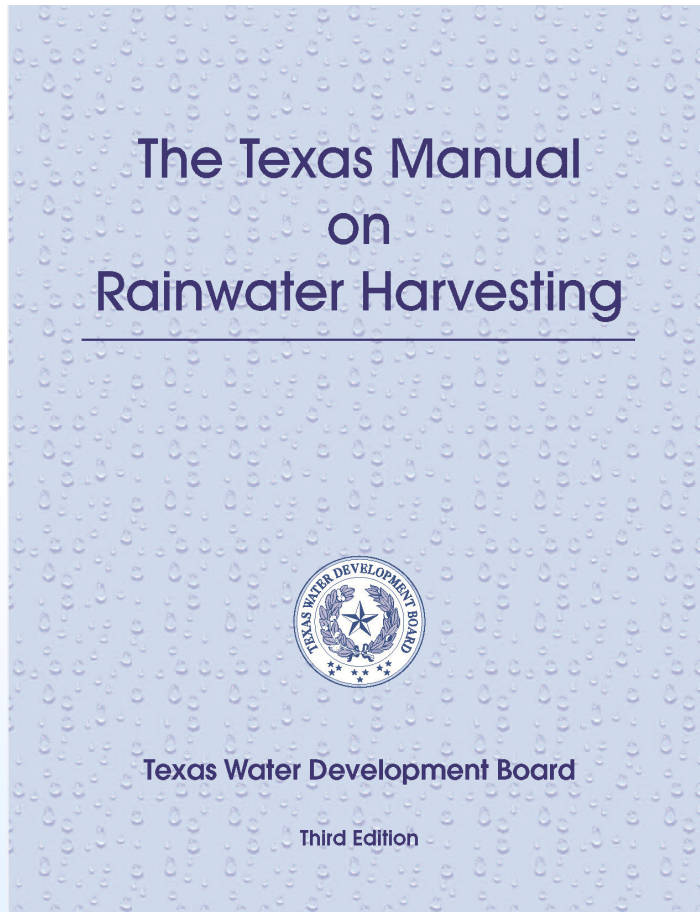 The Texas Manual
on
Rainwater Harvesting
TEXAS WATER DEVELOPMENT BOARD
Texas Water Development Board
Third Edition